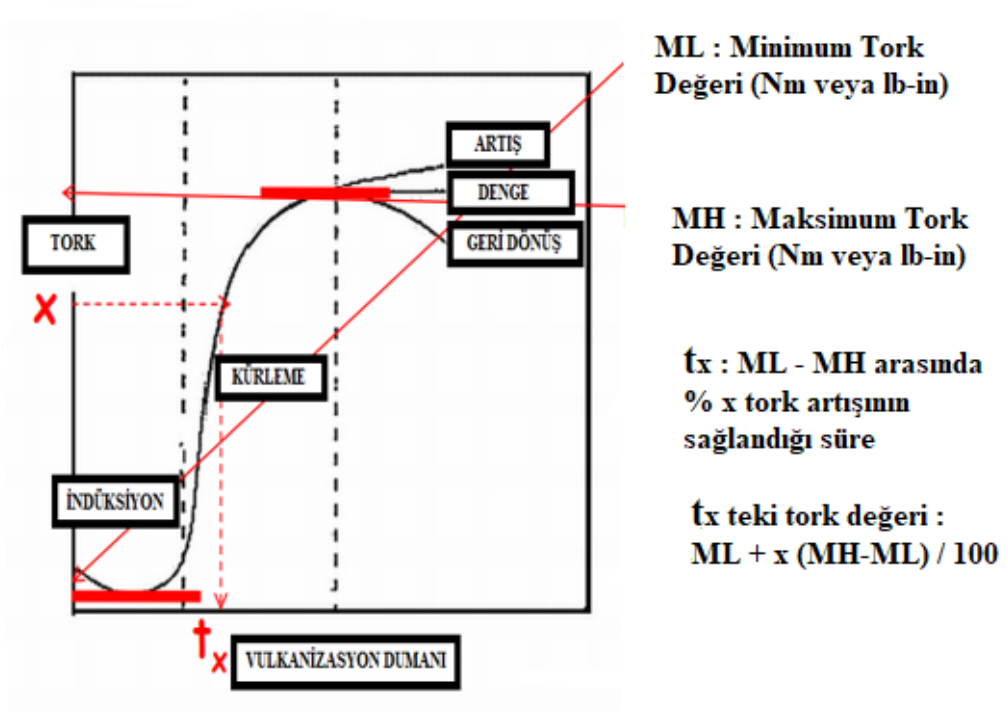 ML : Minimum Tork
Değeri (Nm veya lb-in)
ARTIŞ
DENGE
TORK
GERİ DÖNÜŞ
MH : Maksimum Tork
Değeri (Nm veya lb-in)
x
KÜRLEME
tx : ML - MH arasında
% x tork artışının
sağlandığı süre
İNDÜKSİYON
tx teki tork değeri :
ML + x (MH-ML) / 100
tx
VULKANİZASYON DUMANI